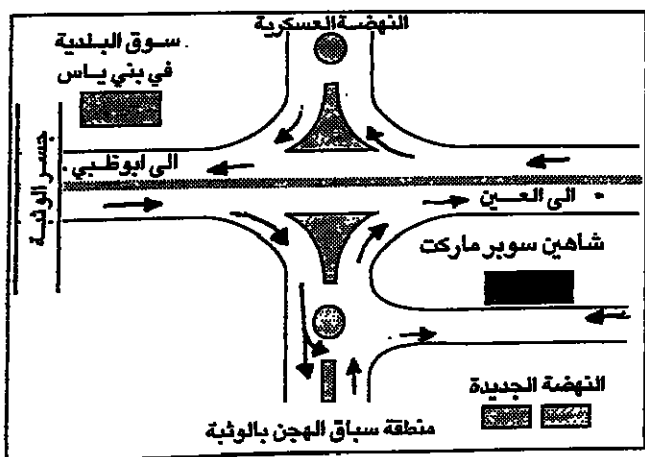 النهضة العسكرية
سوق البلدية
في بني ياس
جسر الوثبة
الى ابوظبي
الى العين
شاهين سوبر ماركت
النهضة الجديدة
منطقة سباق الهجن بالوثبة